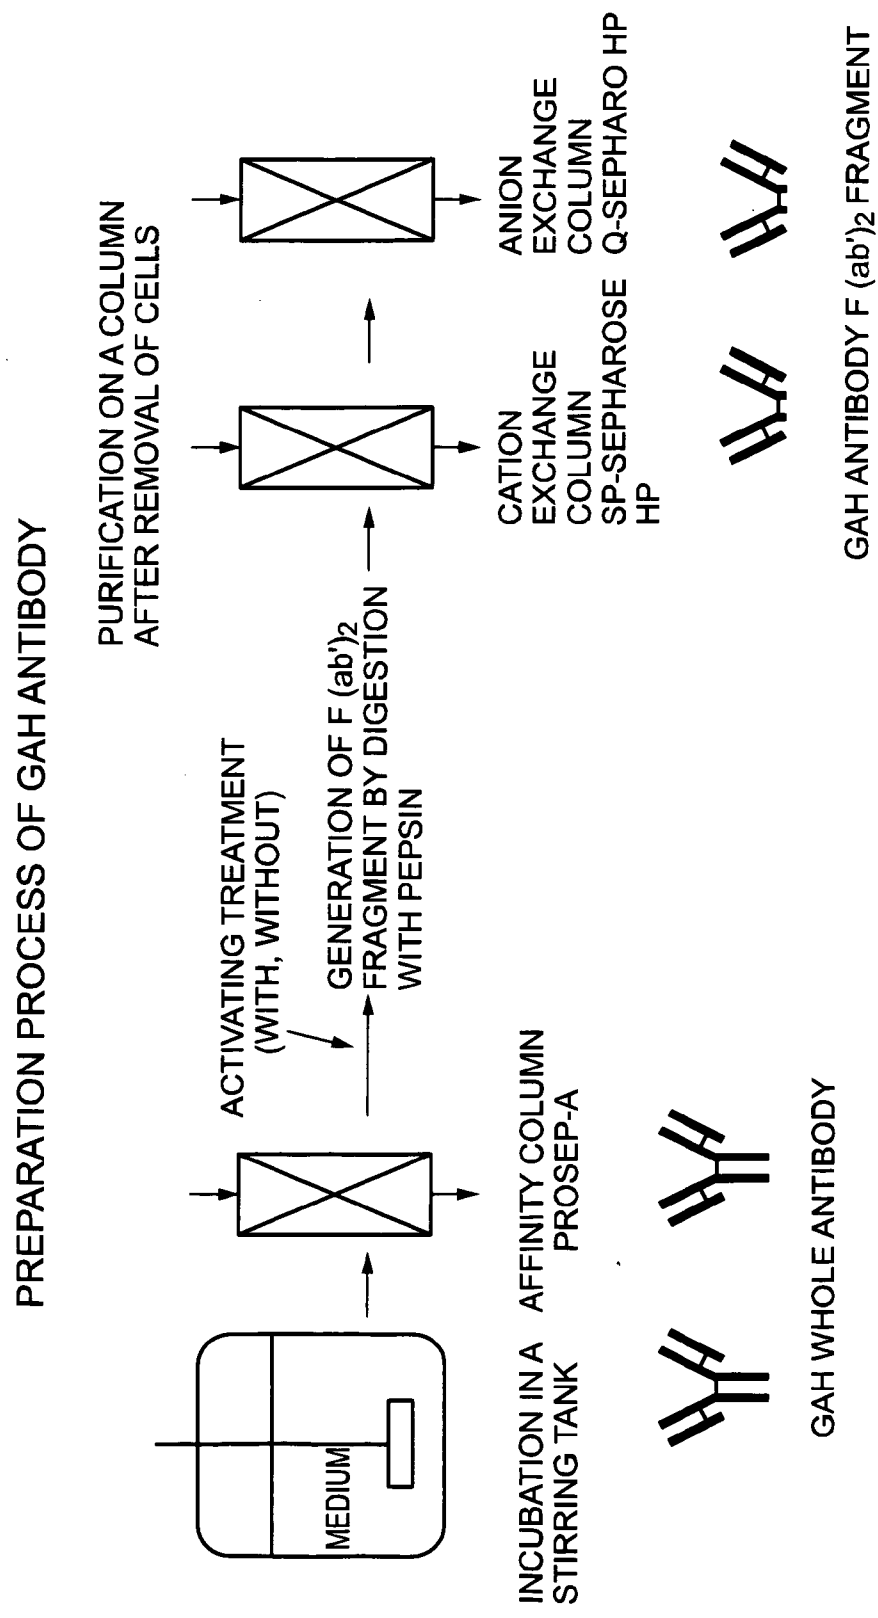 PREPARATION PROCESS OF GAH ANTIBODY
PURIFICATION ON A COLUMN
AFTER REMOVAL OF CELLS
ACTIVATING TREATMENT
(WITH, WITHOUT)
GENERATION OF F (ab')2
FRAGMENT BY DIGESTION
WITH PEPSIN
MEDIUM
INCUBATION IN A
STIRRING TANK
AFFINITY COLUMN
PROSEP-A
CATION
EXCHANGE
COLUMN
SP-SEPHAROSE
HP
ANION
EXCHANGE
COLUMN
Q-SEPHARO HP
GAH WHOLE ANTIBODY
GAH ANTIBODY F (ab')2 FRAGMENT